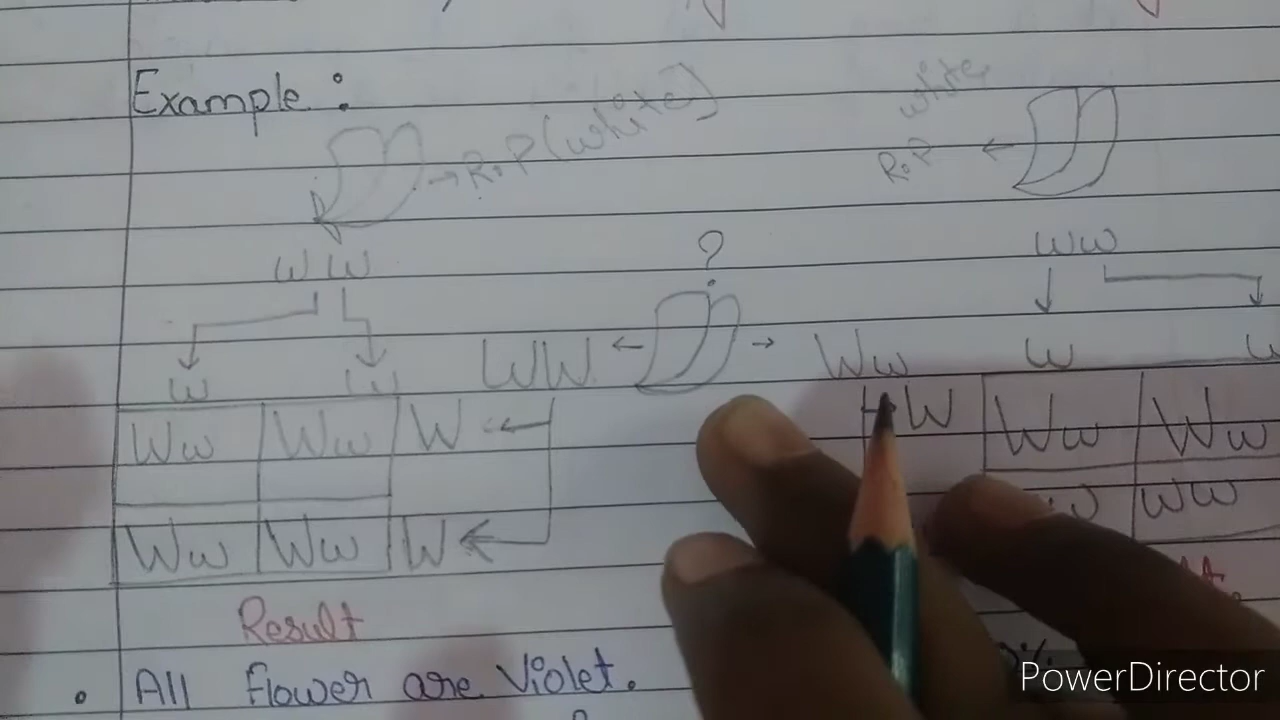 Example :
→ R.P (white)
white
R.P ←
ww
?
ww
w w
WW ← → Ww
w
Ww Ww W ← W Ww Ww
Ww Ww W ww
Result
• All flower are Violet.
PowerDirector